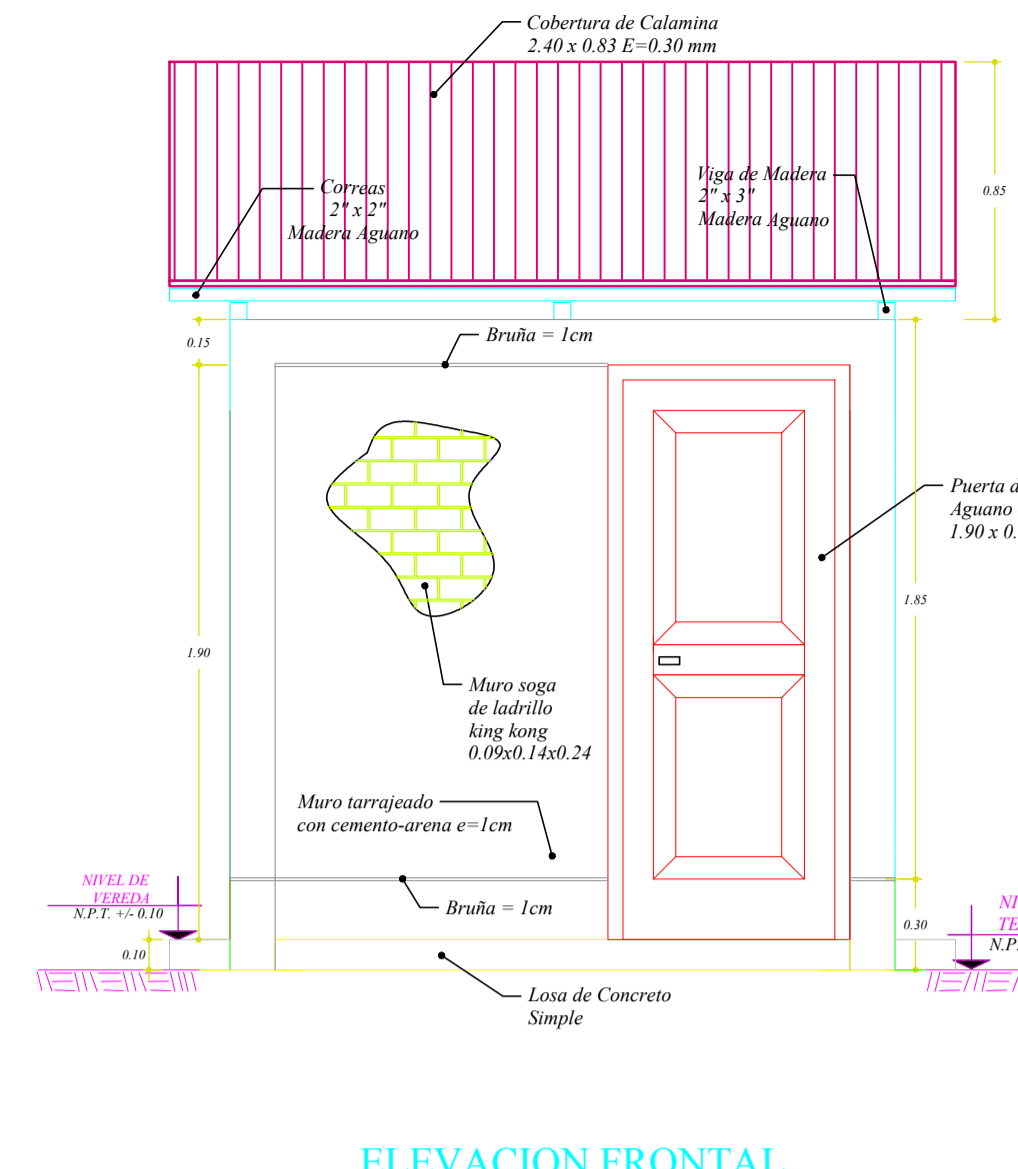 Cobertura de Calamina
2.40 x 0.83 E=0.30 mm
Correas
2" x 2"
Madera Aguano
Viga de Madera
2" x 3"
Madera Aguano
0.85
0.15
Bruña = 1cm
Puerta
Aguano
1.90 x 0.
1.85
1.90
Muro soga
de ladrillo
king kong
0.09x0.14x0.24
Muro tarrajeado
con cemento-arena e=1cm
NIVEL DE
VEREDA
N.P.T. +/- 0.10
Bruña = 1cm
0.30
N.P.
0.10
Losa de Concreto
Simple
ELEVACION FRONTAL